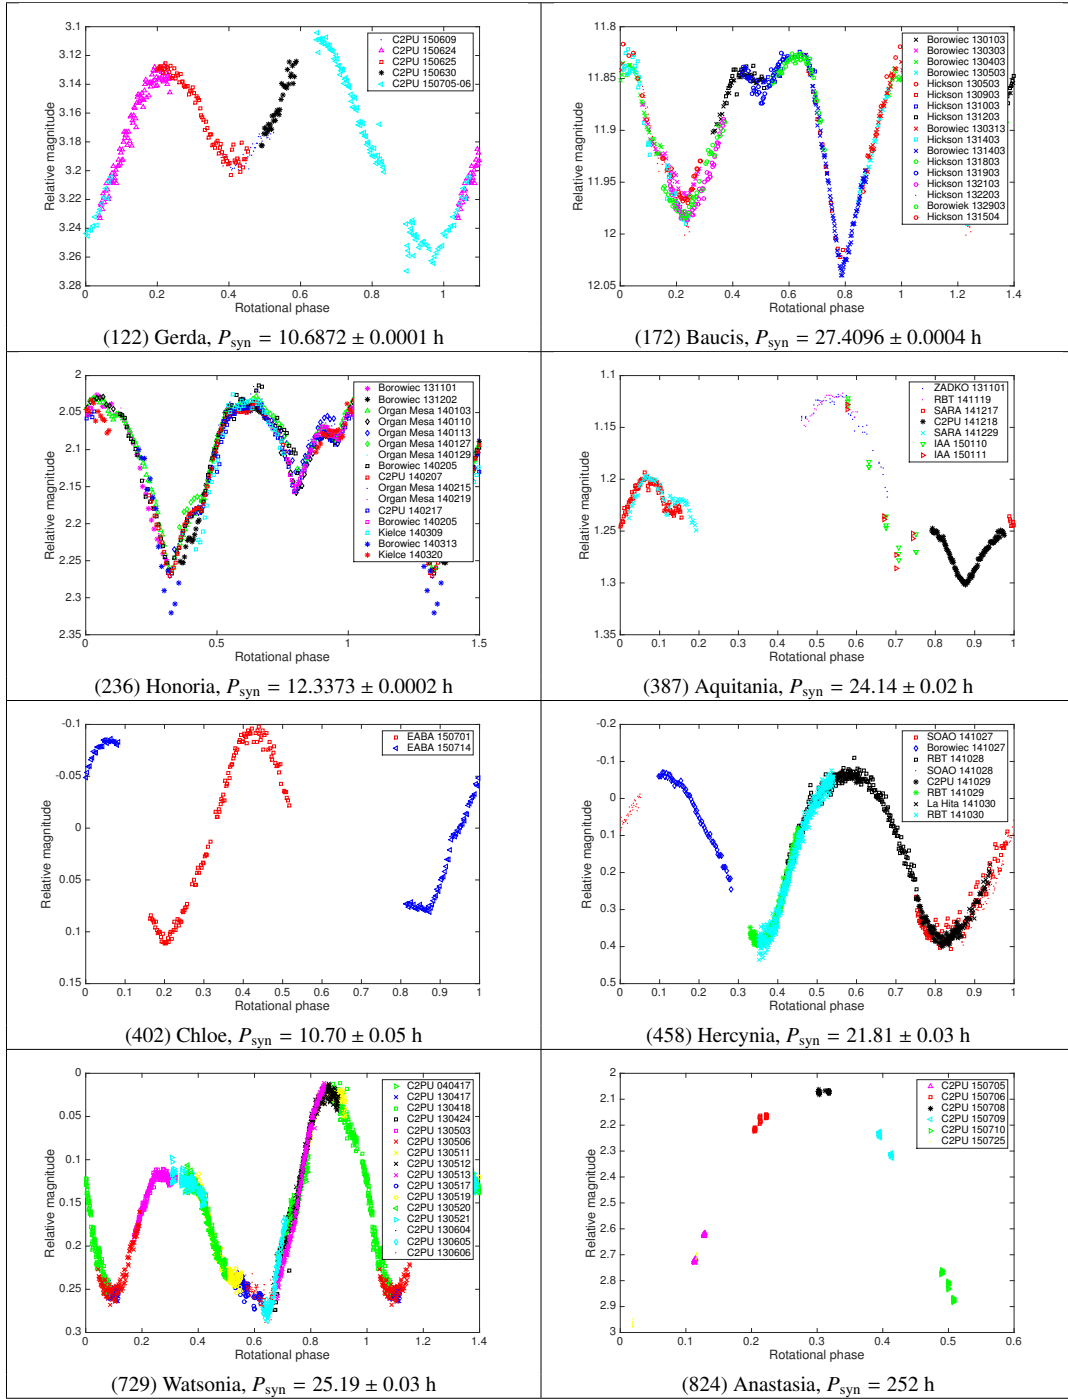 3.1
3.12
3.14
3.16
3.18
3.2
3.22
3.24
3.26
3.28
Relative magnitude
0
0.2
0.4
0.6
0.8
1
Rotational phase
C2PU 150609
C2PU 150624
C2PU 150625
C2PU 150630
C2PU 150705-06
(122) Gerda, Psyn = 10.6872 ± 0.0001 h
11.8
11.85
11.9
11.95
12
12.05
Relative magnitude
0
0.2
0.4
0.6
0.8
1
1.2
1.4
Rotational phase
Borowiec 130103
Borowiec 130303
Borowiec 130403
Borowiec 130503
Hickson 130503
Hickson 130903
Hickson 131003
Hickson 131203
Borowiec 130313
Hickson 131403
Borowiec 131403
Hickson 131803
Hickson 131903
Hickson 132103
Hickson 132203
Borowiek 132903
Hickson 131504
(172) Baucis, Psyn = 27.4096 ± 0.0004 h
2
2.05
2.1
2.15
2.2
2.25
2.3
2.35
Relative magnitude
0
0.5
1
1.5
Rotational phase
Borowiec 131101
Borowiec 131202
Organ Mesa 140103
Organ Mesa 140110
Organ Mesa 140113
Organ Mesa 140127
Organ Mesa 140129
Borowiec 140205
C2PU 140207
Organ Mesa 140215
Organ Mesa 140219
C2PU 140217
Borowiec 140205
Kielce 140309
Borowiec 140313
Kielce 140320
(236) Honoria, Psyn = 12.3373 ± 0.0002 h
1.1
1.15
1.2
1.25
1.3
1.35
Relative magnitude
0
0.1
0.2
0.3
0.4
0.5
0.6
0.7
0.8
0.9
1
Rotational phase
ZADKO 131101
RBT 141119
SARA 141217
C2PU 141218
SARA 141229
IAA 150110
IAA 150111
(387) Aquitania, Psyn = 24.14 ± 0.02 h
-0.1
-0.05
0
0.05
0.1
0.15
Relative magnitude
0
0.1
0.2
0.3
0.4
0.5
0.6
0.7
0.8
0.9
1
Rotational phase
EABA 150701
EABA 150714
(402) Chloe, Psyn = 10.70 ± 0.05 h
-0.2
-0.1
0
0.1
0.2
0.3
0.4
0.5
Relative magnitude
0
0.1
0.2
0.3
0.4
0.5
0.6
0.7
0.8
0.9
1
Rotational phase
SOAO 141027
Borowiec 141027
RBT 141028
SOAO 141028
C2PU 141029
RBT 141029
La Hita 141030
RBT 141030
(458) Hercynia, Psyn = 21.81 ± 0.03 h
0
0.05
0.1
0.15
0.2
0.25
0.3
Relative magnitude
0
0.2
0.4
0.6
0.8
1
1.2
1.4
Rotational phase
C2PU 040417
C2PU 130417
C2PU 130418
C2PU 130424
C2PU 130503
C2PU 130506
C2PU 130511
C2PU 130512
C2PU 130513
C2PU 130517
C2PU 130519
C2PU 130520
C2PU 130521
C2PU 130604
C2PU 130605
C2PU 130606
(729) Watsonia, Psyn = 25.19 ± 0.03 h
2
2.1
2.2
2.3
2.4
2.5
2.6
2.7
2.8
2.9
3
Relative magnitude
0
0.1
0.2
0.3
0.4
0.5
0.6
Rotational phase
C2PU 150705
C2PU 150706
C2PU 150708
C2PU 150709
C2PU 150710
C2PU 150725
(824) Anastasia, Psyn = 252 h